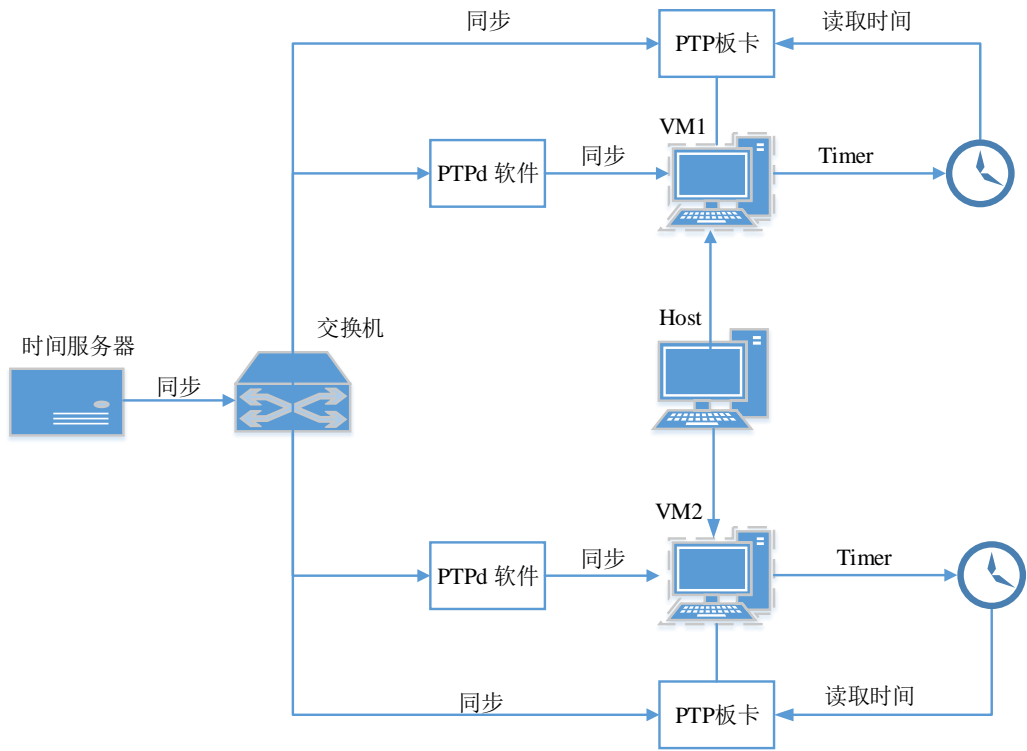 同步
PTP板卡
读取时间
VM1
PTPd 软件
同步
Timer
Host
交换机
时间服务器
同步
VM2
PTPd 软件
同步
Timer
同步
PTP板卡
读取时间